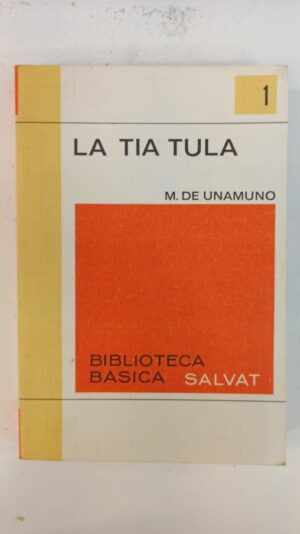 1
LA TIA TULA
M. DE UNAMUNO
BIBLIOTECA
BASICA SALVAT